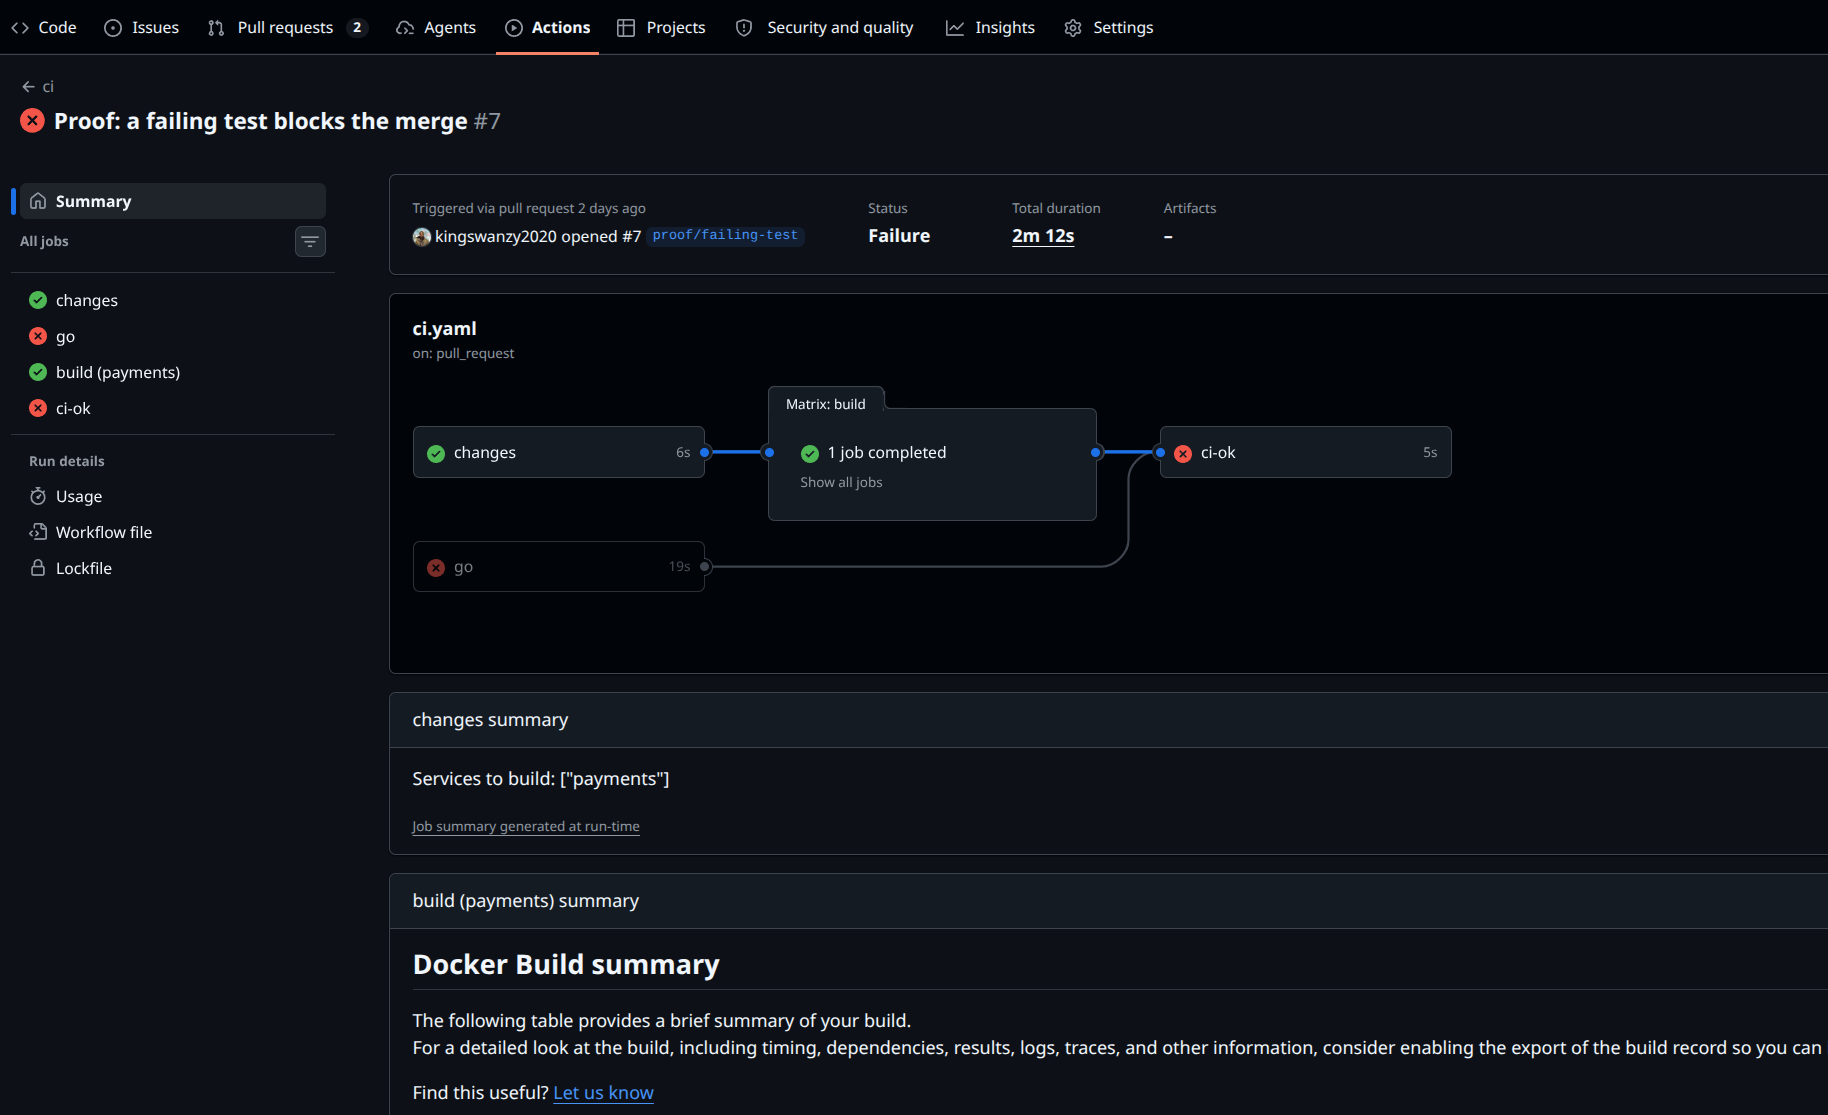 Code Issues Pull requests 2 Agents Actions Projects Security and quality Insights Settings
ci
Proof: a failing test blocks the merge #7
Summary
All jobs
changes
go
build (payments)
ci-ok
Run details
Usage
Workflow file
Lockfile
Triggered via pull request 2 days ago
kingswanzy2020 opened #7 proof/failing-test
Status
Failure
Total duration
2m 12s
Artifacts
–
ci.yaml
on: pull_request
changes 6s
Matrix: build
1 job completed
Show all jobs
ci-ok 5s
go 19s
changes summary
Services to build: ["payments"]
Job summary generated at run-time
build (payments) summary
Docker Build summary
The following table provides a brief summary of your build.
For a detailed look at the build, including timing, dependencies, results, logs, traces, and other information, consider enabling the export of the build record so you can
Find this useful? Let us know